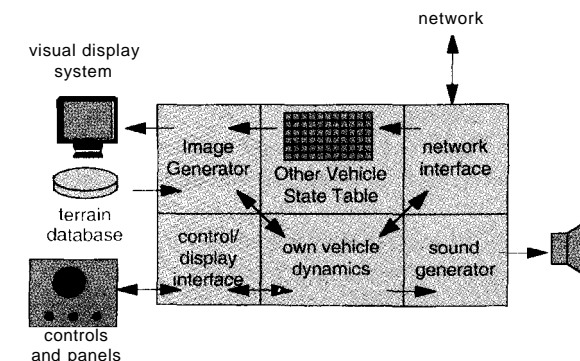 network
visual display
system
Image
Generator
Other Vehicle
State Table
network
interface
terrain
database
control/
display
interface
own vehicle
dynamics
sound
generator
controls
and panels